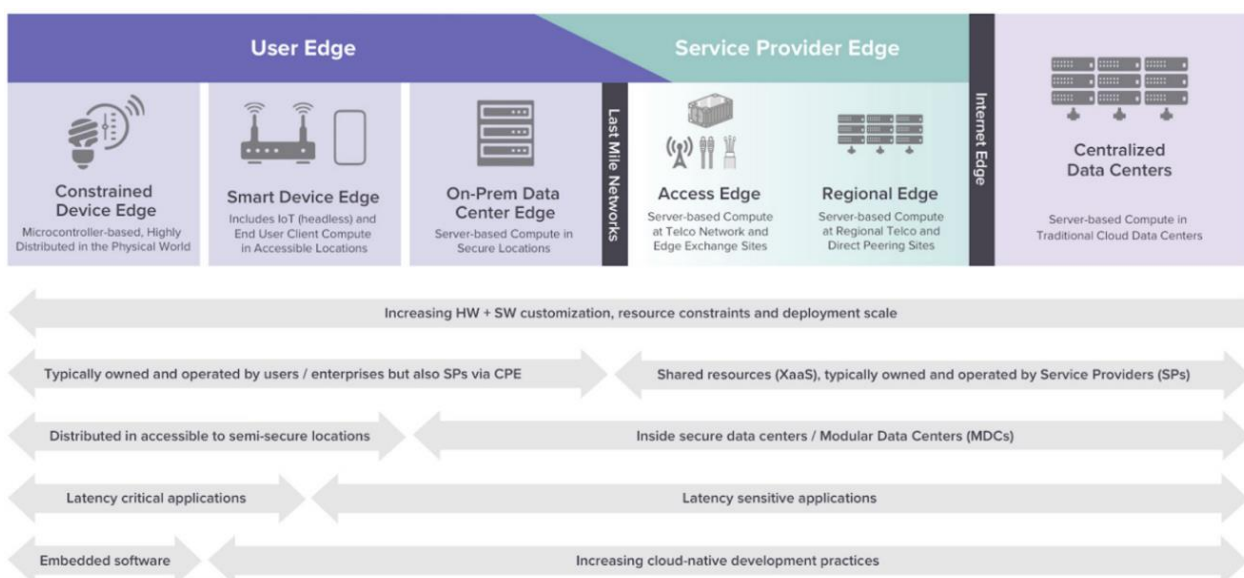 User Edge
Service Provider Edge
Constrained
Device Edge
Microcontroller-based, Highly
Distributed in the Physical World
Smart Device Edge
Includes IoT (headless) and
End User Client Compute
in Accessible Locations
On-Prem Data
Center Edge
Server-based Compute in
Secure Locations
Last Mile Networks
Access Edge
Server-based Compute
at Telco Network and
Edge Exchange Sites
Regional Edge
Server-based Compute
at Regional Telco and
Direct Peering Sites
Internet Edge
Centralized
Data Centers
Server-based Compute in
Traditional Cloud Data Centers
Increasing HW + SW customization, resource constraints and deployment scale
Typically owned and operated by users / enterprises but also SPs via CPE
Shared resources (XaaS), typically owned and operated by Service Providers (SPs)
Distributed in accessible to semi-secure locations
Inside secure data centers / Modular Data Centers (MDCs)
Latency critical applications
Latency sensitive applications
Embedded software
Increasing cloud-native development practices